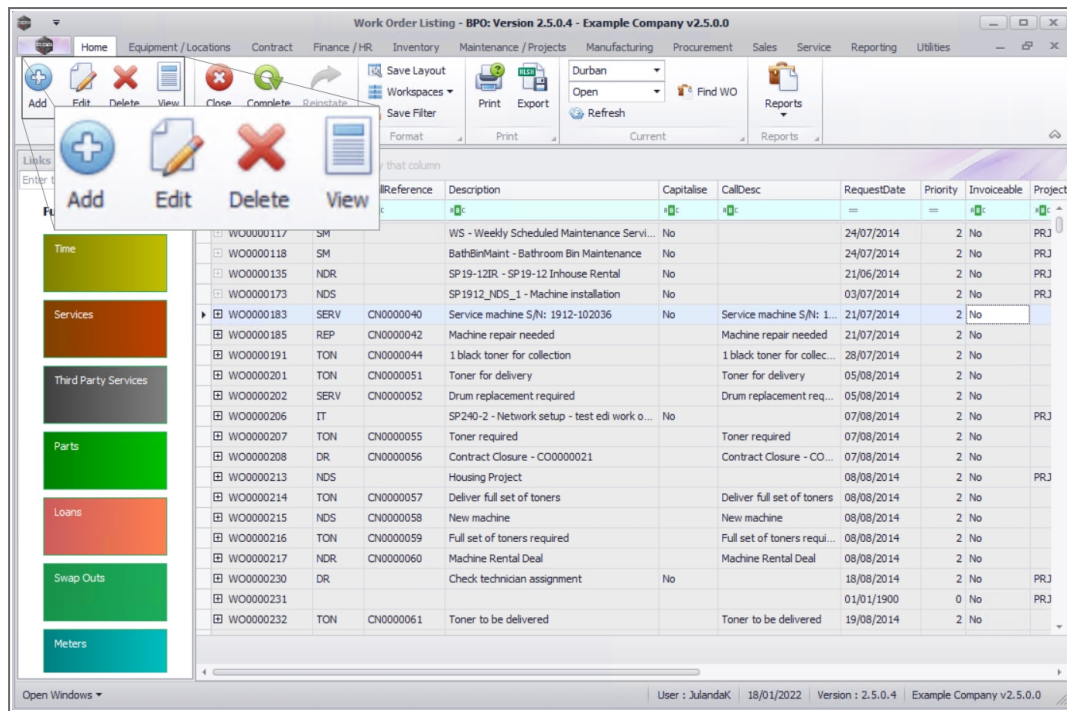 Work Order Listing - BPO: Version 2.5.0.4 - Example Company v2.5.0.0
Home Equipment / Locations Contract Finance / HR Inventory Maintenance / Projects Manufacturing Procurement Sales Service Reporting Utilities
Add Edit Delete View Close Complete Reinstate
Save Layout
Workspaces
Save Filter
Format
Print Export
Print
Durban
Open
Refresh
Find WO
Current
Reports
Reports
Add Edit Delete View
Links
that column
Description Capitalise CallDesc RequestDate Priority Invoiceable Project
WO0000117 SM WS - Weekly Scheduled Maintenance Servi... No 24/07/2014 2 No PRJ
WO0000118 SM BathBinMaint - Bathroom Bin Maintenance No 24/07/2014 2 No PRJ
WO0000135 NDR SP19-12IR - SP19-12 Inhouse Rental No 21/06/2014 2 No PRJ
WO0000173 NDS SP1912_NDS_1 - Machine installation No 03/07/2014 2 No PRJ
WO0000183 SERV CN0000040 Service machine S/N: 1912-102036 No Service machine S/N: 1... 21/07/2014 2 No
WO0000185 REP CN0000042 Machine repair needed Machine repair needed 21/07/2014 2 No
WO0000191 TON CN0000044 1 black toner for collection 1 black toner for collec... 28/07/2014 2 No
WO0000201 TON CN0000051 Toner for delivery Toner for delivery 05/08/2014 2 No
WO0000202 SERV CN0000052 Drum replacement required Drum replacement req... 05/08/2014 2 No
WO0000206 IT SP240-2 - Network setup - test edi work o... No 07/08/2014 2 No PRJ
WO0000207 TON CN0000055 Toner required Toner required 07/08/2014 2 No
WO0000208 DR CN0000056 Contract Closure - CO0000021 Contract Closure - CO... 07/08/2014 2 No
WO0000213 NDS Housing Project 08/08/2014 2 No PRJ
WO0000214 TON CN0000057 Deliver full set of toners Deliver full set of toners 08/08/2014 2 No
WO0000215 NDS CN0000058 New machine New machine 08/08/2014 2 No
WO0000216 TON CN0000059 Full set of toners required Full set of toners requi... 08/08/2014 2 No
WO0000217 NDR CN0000060 Machine Rental Deal Machine Rental Deal 08/08/2014 2 No
WO0000230 DR Check technician assignment No 18/08/2014 2 No PRJ
WO0000231 01/01/1900 0 No PRJ
WO0000232 TON CN0000061 Toner to be delivered Toner to be delivered 19/08/2014 2 No
Time
Services
Third Party Services
Parts
Loans
Swap Outs
Meters
Open Windows
User : JulandaK 18/01/2022 Version : 2.5.0.4 Example Company v2.5.0.0